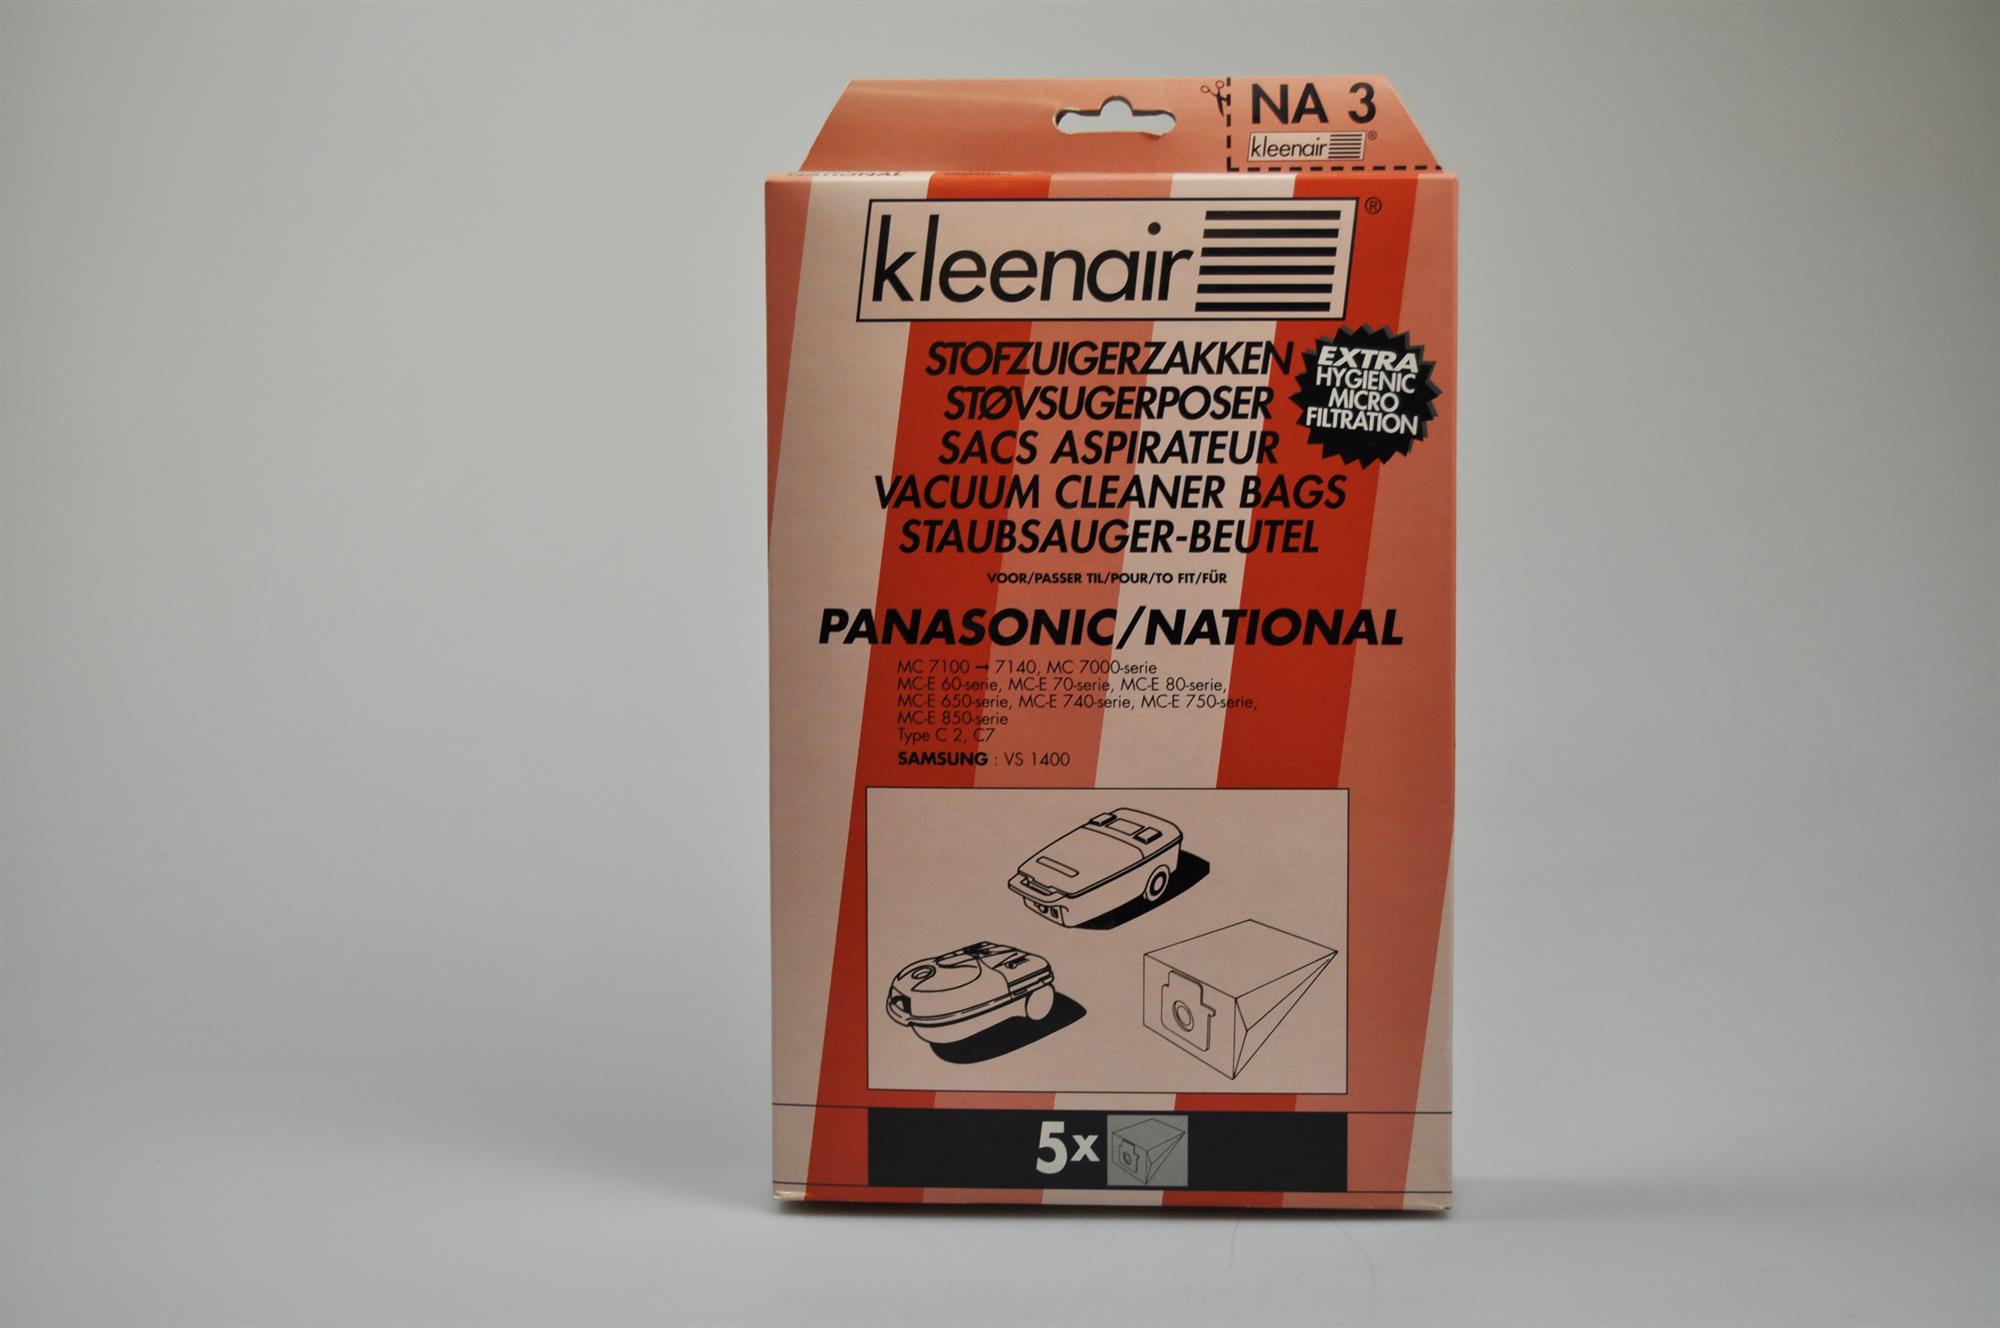 NA 3
kleenair®
NATIONAL SAMSUNG
kleenair®
STOFZUIGERZAKKEN
STØVSUGERPOSER
SACS ASPIRATEUR
VACUUM CLEANER BAGS
STAUBSAUGER-BEUTEL
EXTRA
HYGIENIC
MICRO
FILTRATION
VOOR/PASSER TIL/POUR/TO FIT/FÜR
PANASONIC/NATIONAL
MC 7100 → 7140, MC 7000-serie
MC-E 60-serie, MC-E 70-serie, MC-E 80-serie,
MC-E 650-serie, MC-E 740-serie, MC-E 750-serie,
MC-E 850-serie
Type C 2, C7
SAMSUNG : VS 1400
5x